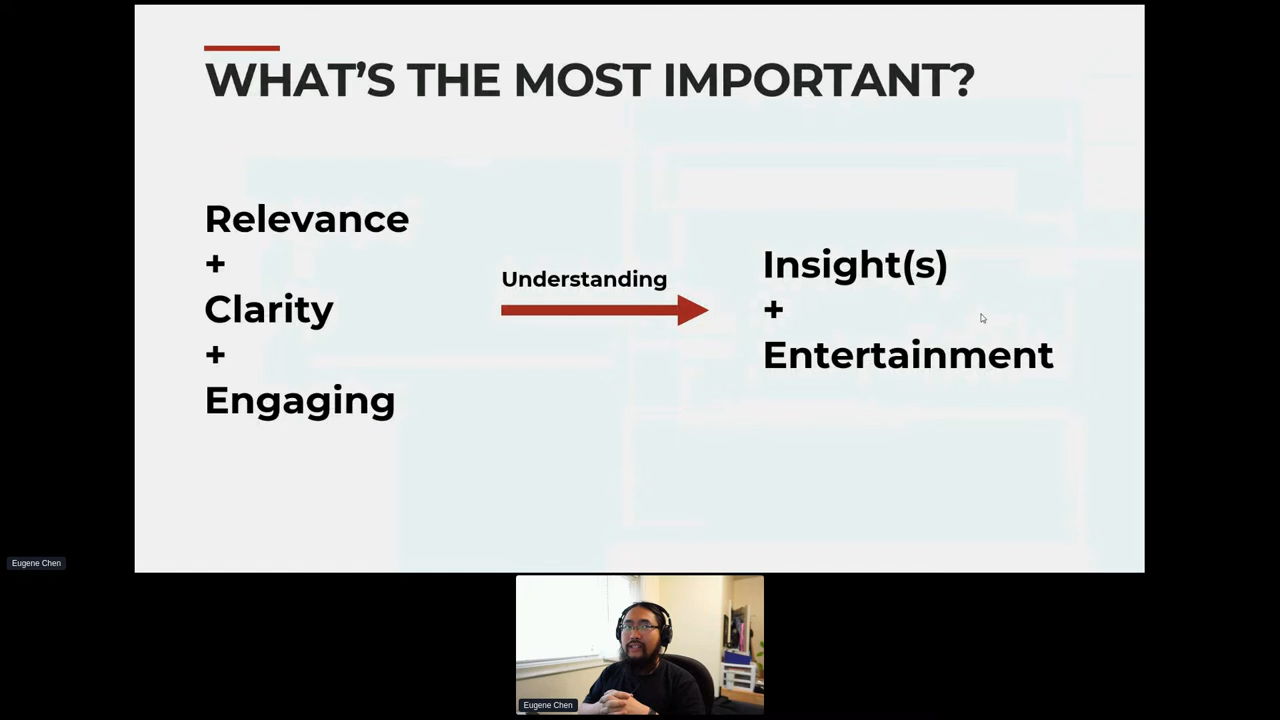 WHAT'S THE MOST IMPORTANT?
Relevance
+
Clarity
+
Engaging
Understanding
Insight(s)
+
Entertainment
Eugene Chen
Eugene Chen